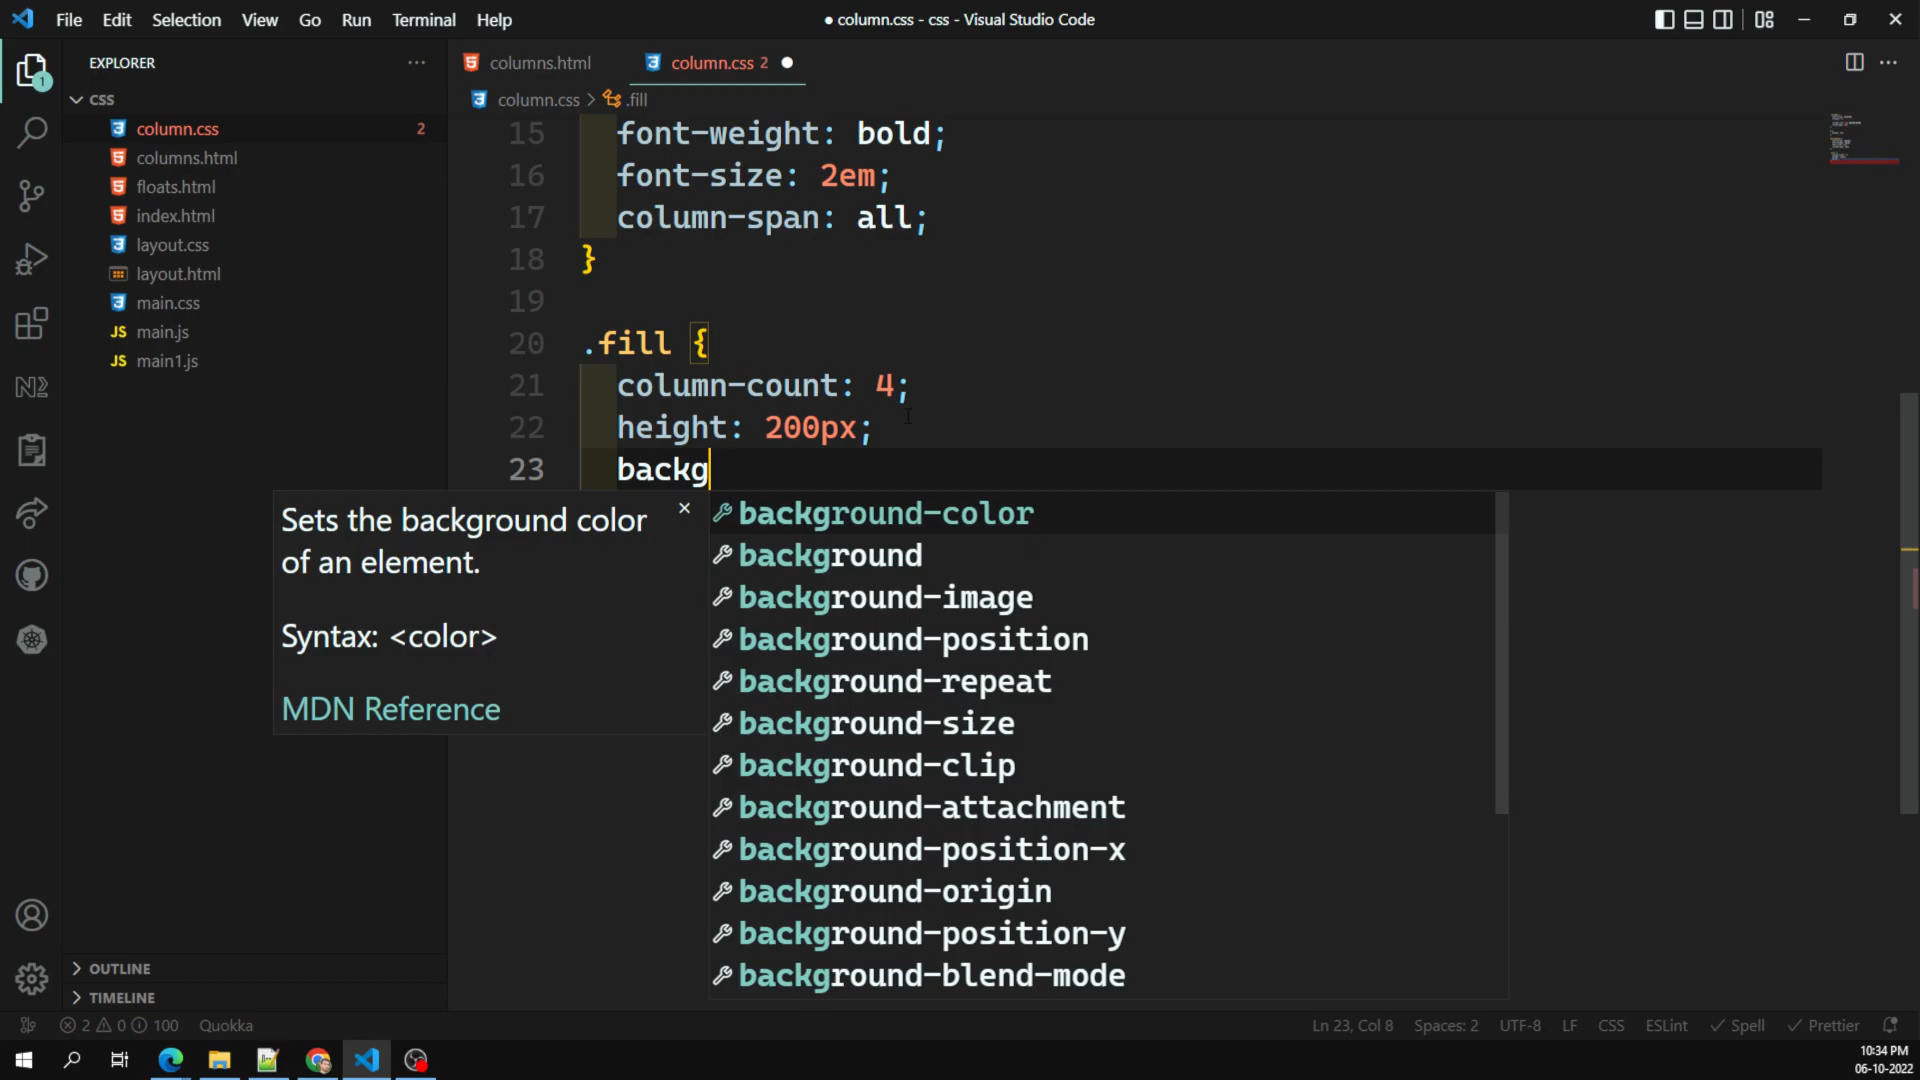 File Edit Selection View Go Run Terminal Help
● column.css - css - Visual Studio Code
EXPLORER
CSS
column.css 2
columns.html
floats.html
index.html
layout.css
layout.html
main.css
JS main.js
JS main1.js
OUTLINE
TIMELINE
1
columns.html
column.css 2
column.css > .fill
15 font-weight: bold;
16 font-size: 2em;
17 column-span: all;
18 }
19
20 .fill {
21 column-count: 4;
22 height: 200px;
23 backg
Sets the background color
of an element.
Syntax: <color>
MDN Reference
background-color
background
background-image
background-position
background-repeat
background-size
background-clip
background-attachment
background-position-x
background-origin
background-position-y
background-blend-mode
2 0 100 Quokka
Ln 23, Col 8 Spaces: 2 UTF-8 LF CSS ESLint Spell Prettier
10:34 PM
06-10-2022